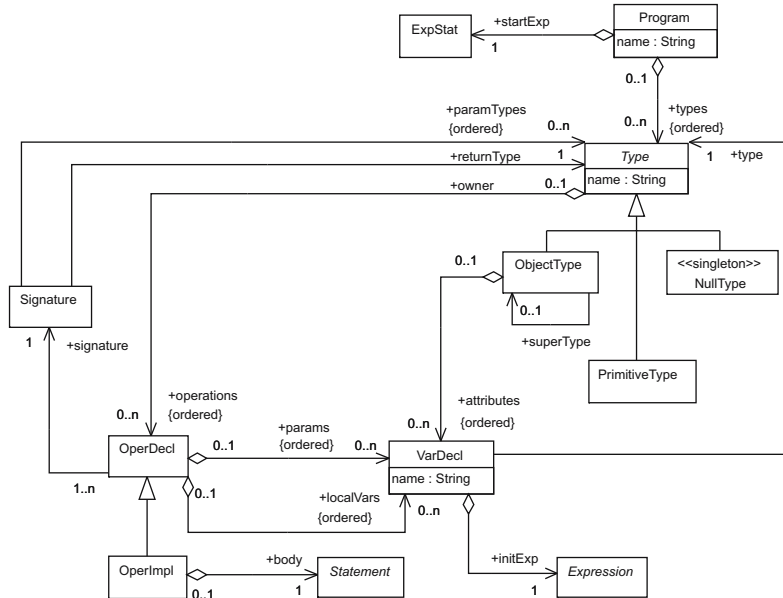 Program
+startExp
ExpStat
1
name : String
0..1
+types
+paramTypes
{ordered}
0..n
0..n
{ordered}
+returnType
1
Type
1
+type
+owner
0..1
name : String
0..1
ObjectType
<<singleton>>
NullType
0..1
Signature
+superType
1
+signature
PrimitiveType
+operations
+attributes
0..n
{ordered}
0..n
{ordered}
+params
OperDecl
0..1
{ordered}
0..n
VarDecl
name : String
1..n
0..1
+localVars
{ordered}
0..n
+body
+initExp
OperImpl
Statement
Expression
0..1
1
1